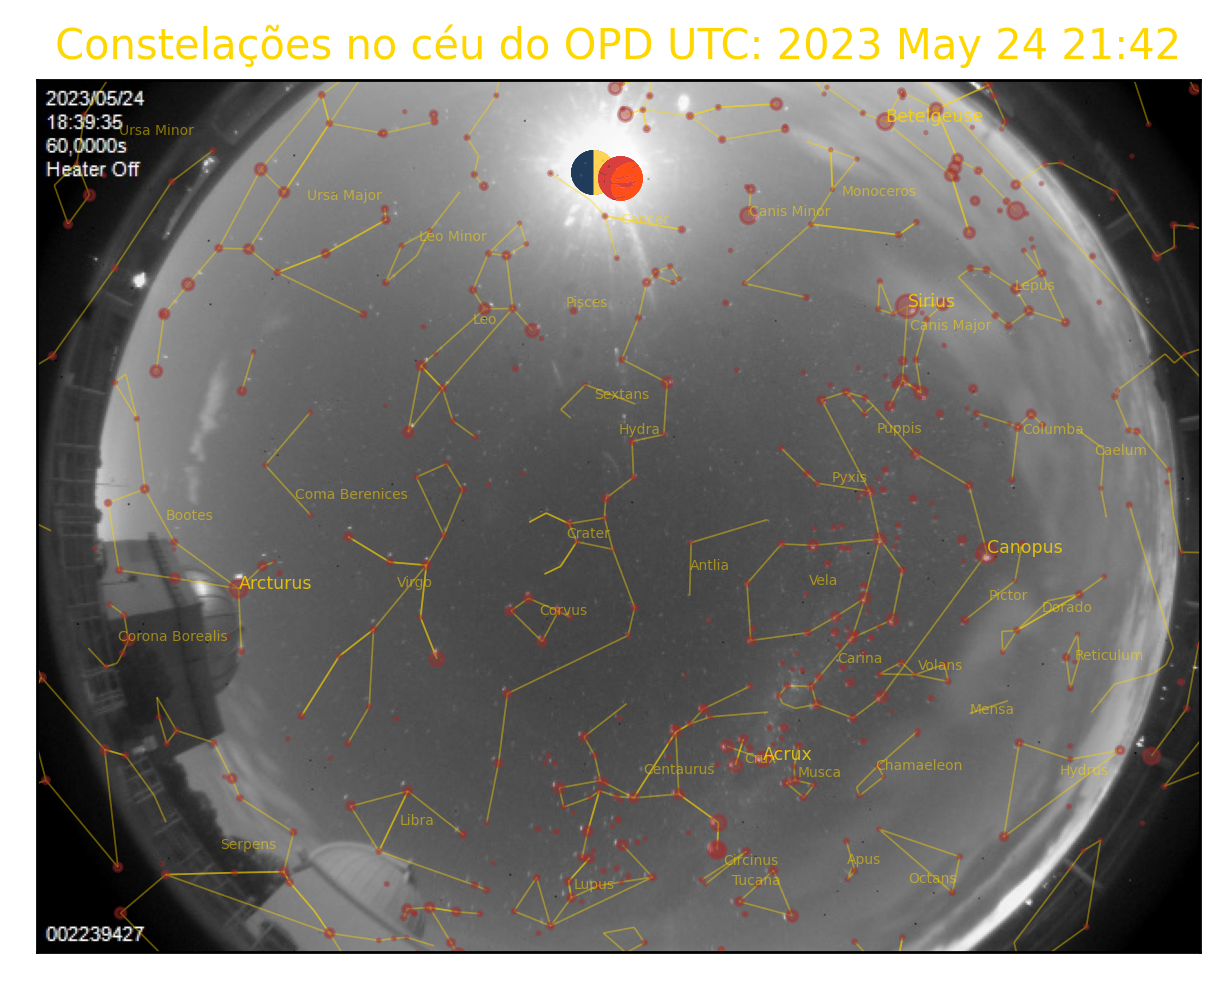 Constelações no céu do OPD UTC: 2023 May 24 21:42
2023/05/24
18:39:35
60,0000s
Heater Off
Ursa Minor
Betelgeuse
Ursa Major
Monoceros
Canis Minor
Cancer
Leo Minor
Lepus
Pisces
Sirius
Leo
Canis Major
Sextans
Hydra
Puppis
Columba
Caelum
Pyxis
Coma Berenices
Bootes
Crater
Canopus
Antlia
Arcturus
Virgo
Vela
Pictor
Dorado
Corvus
Corona Borealis
Carina
Volans
Reticulum
Mensa
Acrux
Crux
Centaurus
Musca
Chamaeleon
Hydrus
Libra
Serpens
Circinus
Apus
Tucana
Octans
Lupus
002239427